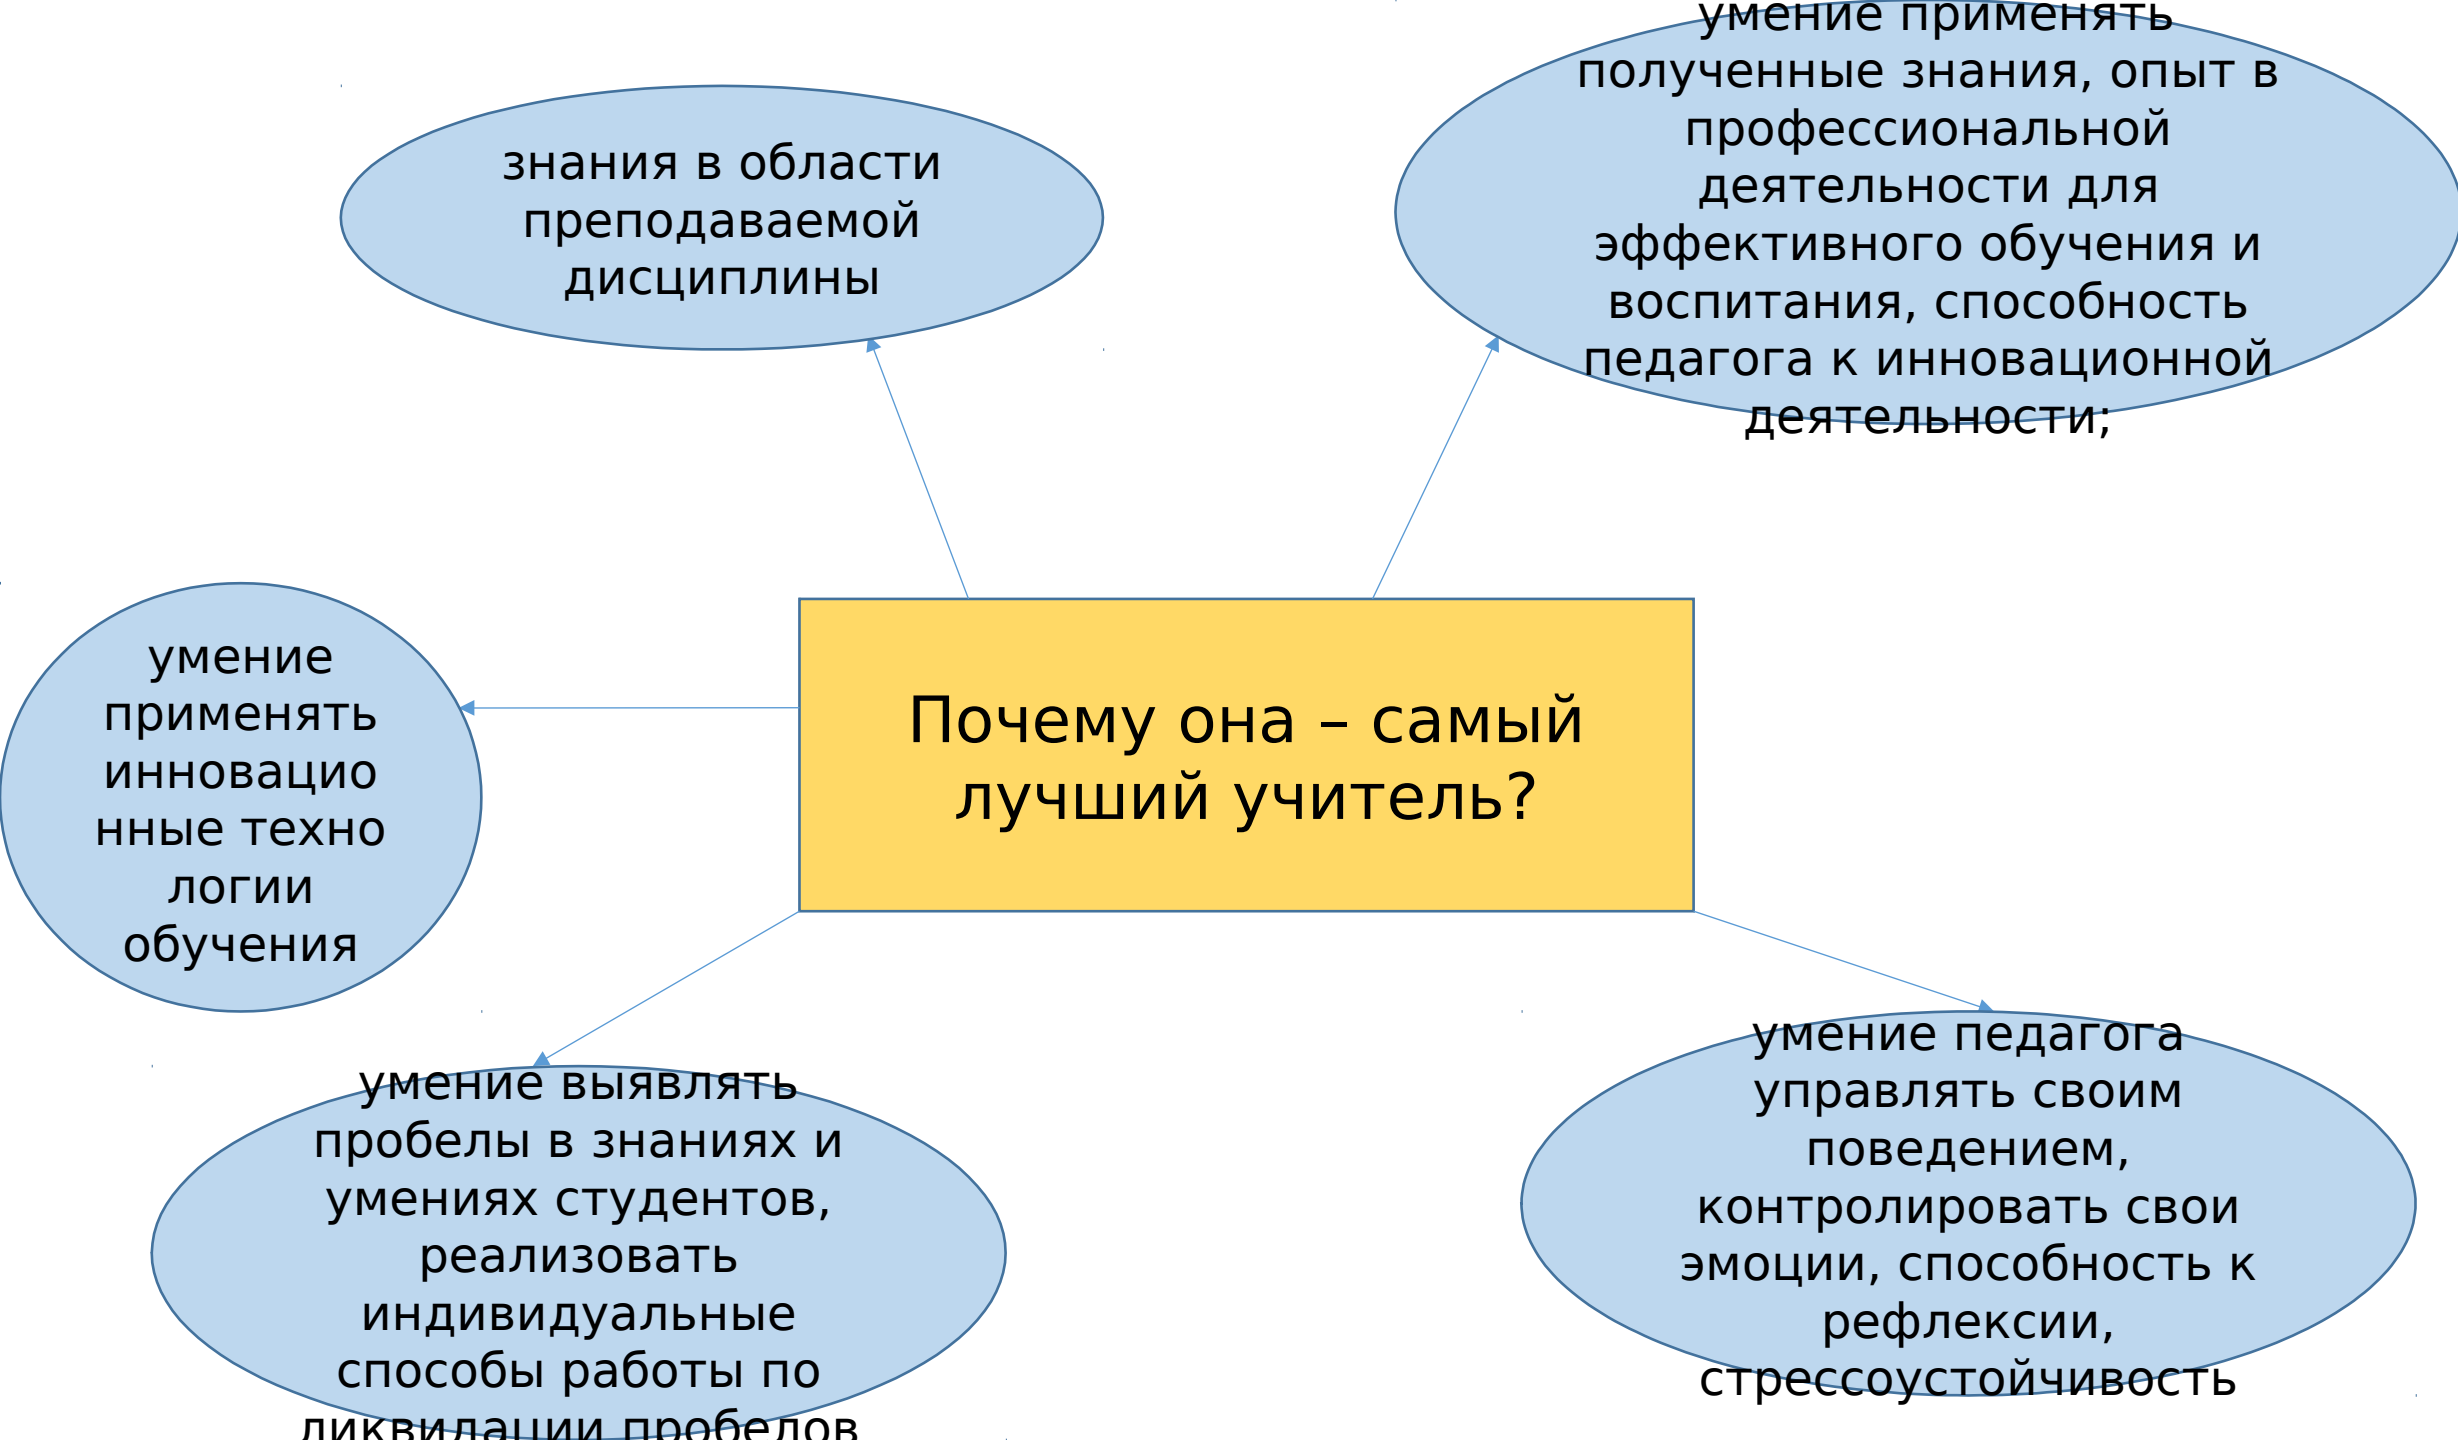 умение применять
полученные знания, опыт в
профессиональной
деятельности для
эффективного обучения и
воспитания, способность
педагога к инновационной
деятельности;
знания в области
преподаваемой
дисциплины
умение
применять
инновацио
нные техно
логии
обучения
Почему она – самый
лучший учитель?
умение выявлять
пробелы в знаниях и
умениях студентов,
реализовать
индивидуальные
способы работы по
ликвидации пробелов
умение педагога
управлять своим
поведением,
контролировать свои
эмоции, способность к
рефлексии,
стрессоустойчивость